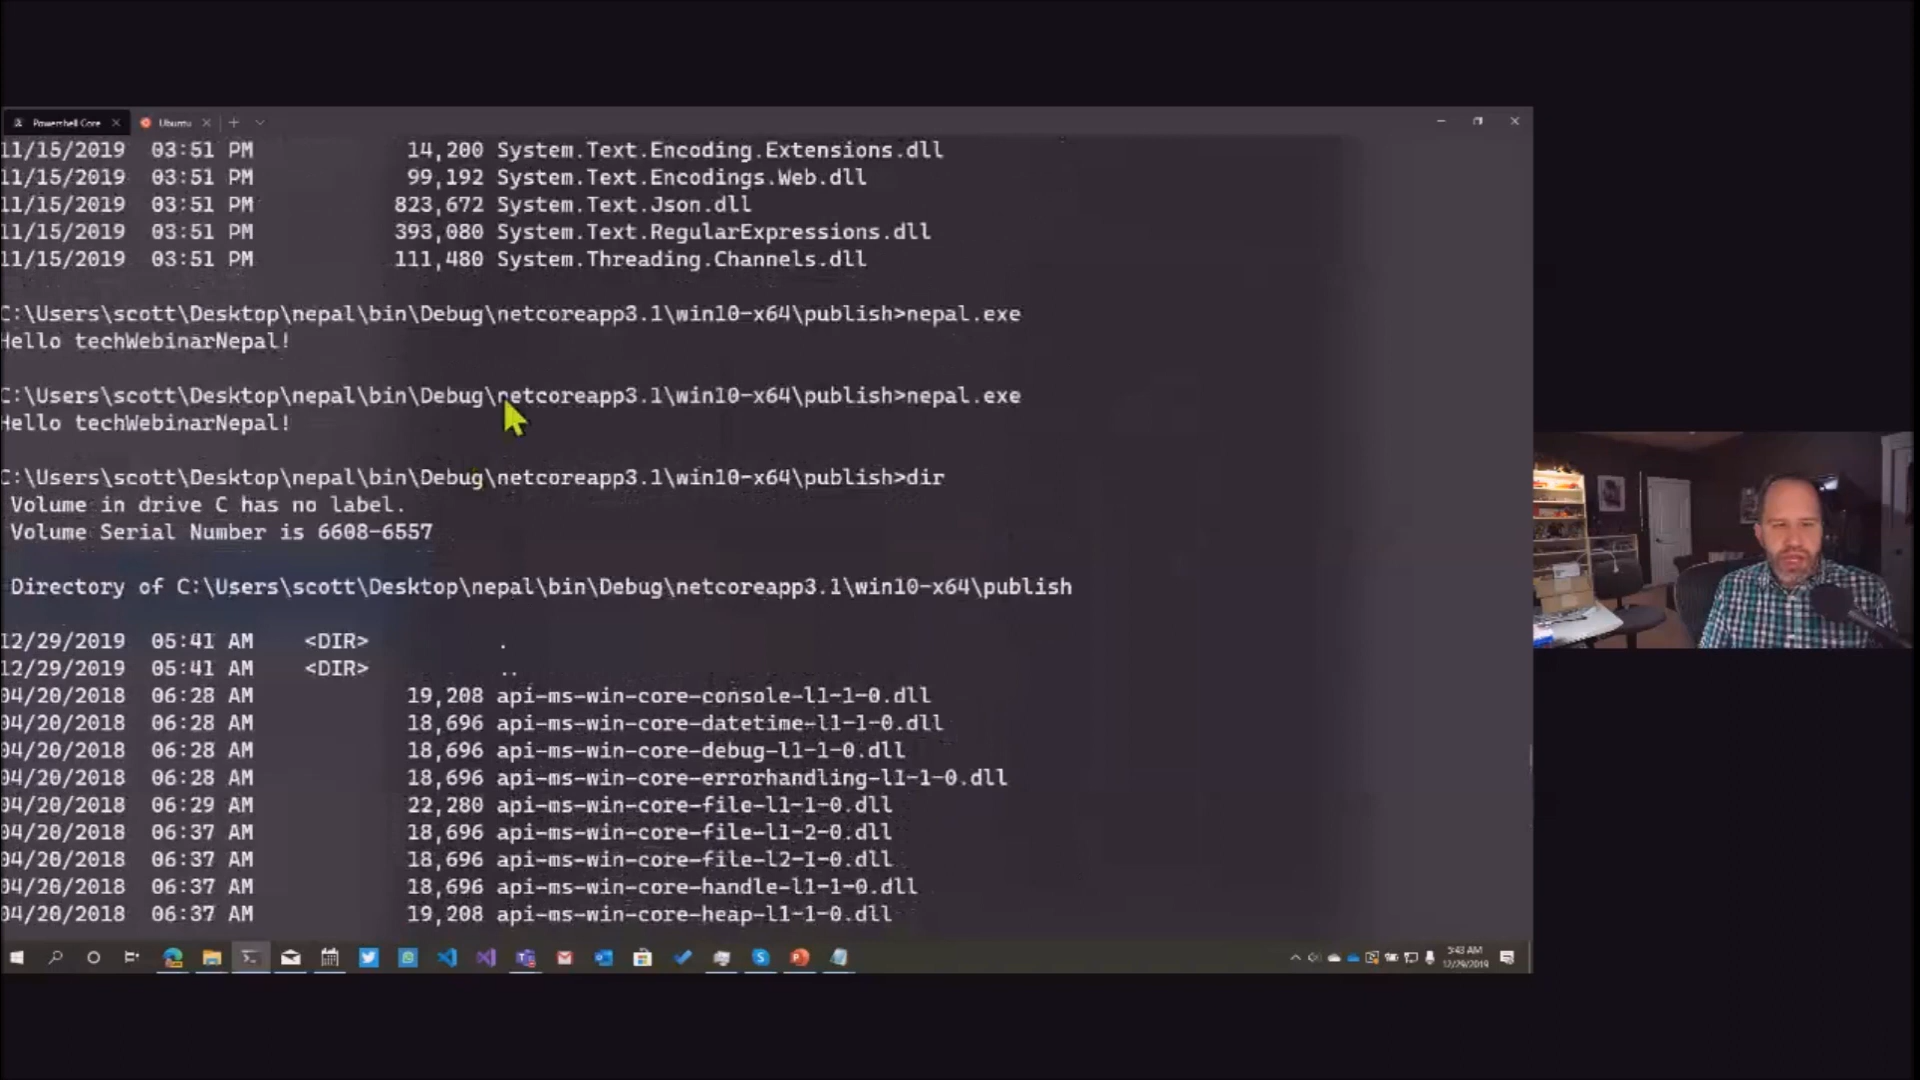 Powershell Core
Ubuntu
11/15/2019 03:51 PM 14,200 System.Text.Encoding.Extensions.dll
11/15/2019 03:51 PM 99,192 System.Text.Encodings.Web.dll
11/15/2019 03:51 PM 823,672 System.Text.Json.dll
11/15/2019 03:51 PM 393,080 System.Text.RegularExpressions.dll
11/15/2019 03:51 PM 111,480 System.Threading.Channels.dll
C:\Users\scott\Desktop\nepal\bin\Debug\netcoreapp3.1\win10-x64\publish>nepal.exe
Hello techWebinarNepal!
C:\Users\scott\Desktop\nepal\bin\Debug\netcoreapp3.1\win10-x64\publish>nepal.exe
Hello techWebinarNepal!
C:\Users\scott\Desktop\nepal\bin\Debug\netcoreapp3.1\win10-x64\publish>dir
Volume in drive C has no label.
Volume Serial Number is 6608-6557
Directory of C:\Users\scott\Desktop\nepal\bin\Debug\netcoreapp3.1\win10-x64\publish
12/29/2019 05:41 AM <DIR> .
12/29/2019 05:41 AM <DIR> ..
04/20/2018 06:28 AM 19,208 api-ms-win-core-console-l1-1-0.dll
04/20/2018 06:28 AM 18,696 api-ms-win-core-datetime-l1-1-0.dll
04/20/2018 06:28 AM 18,696 api-ms-win-core-debug-l1-1-0.dll
04/20/2018 06:28 AM 18,696 api-ms-win-core-errorhandling-l1-1-0.dll
04/20/2018 06:29 AM 22,280 api-ms-win-core-file-l1-1-0.dll
04/20/2018 06:37 AM 18,696 api-ms-win-core-file-l1-2-0.dll
04/20/2018 06:37 AM 18,696 api-ms-win-core-file-l2-1-0.dll
04/20/2018 06:37 AM 18,696 api-ms-win-core-handle-l1-1-0.dll
04/20/2018 06:37 AM 19,208 api-ms-win-core-heap-l1-1-0.dll
5:43 AM
12/29/2019